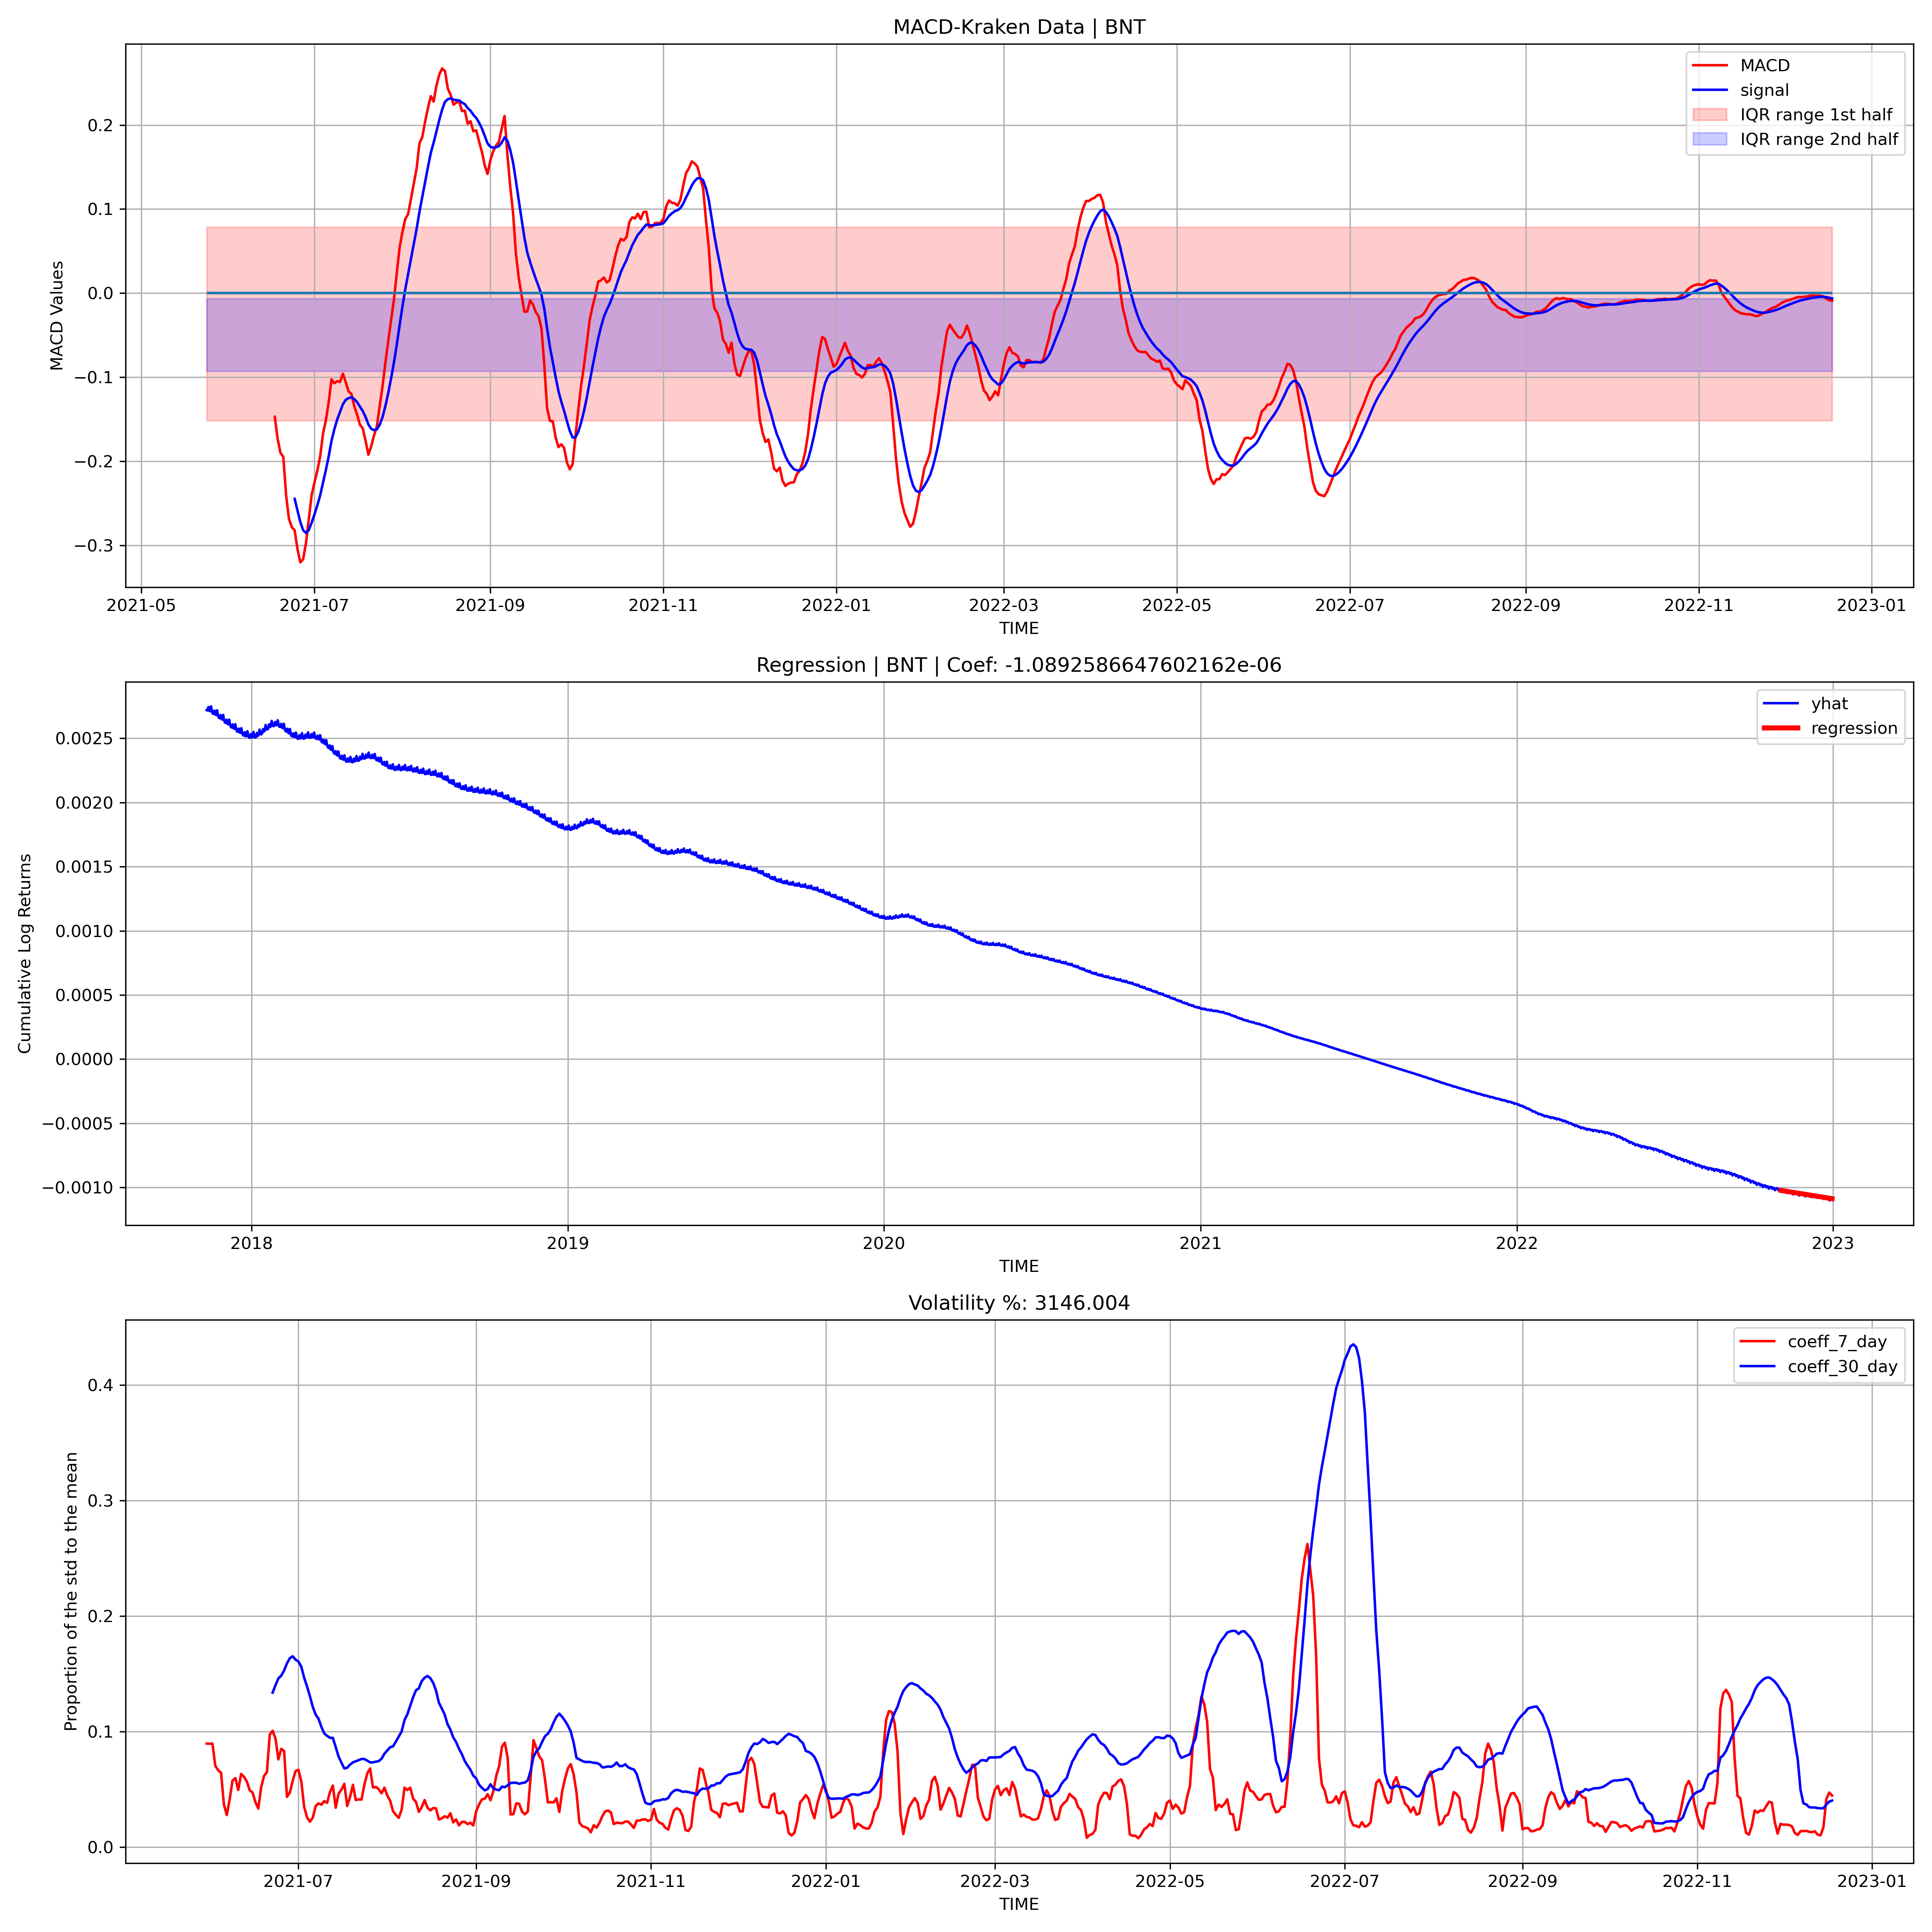 MACD-Kraken Data | BNT
MACD
signal
IQR range 1st half
IQR range 2nd half
MACD Values
0.2
0.1
0.0
−0.1
−0.2
−0.3
2021-05 2021-07 2021-09 2021-11 2022-01 2022-03 2022-05 2022-07 2022-09 2022-11 2023-01
TIME
Regression | BNT | Coef: -1.0892586647602162e-06
yhat
regression
Cumulative Log Returns
0.0025
0.0020
0.0015
0.0010
0.0005
0.0000
−0.0005
−0.0010
2018 2019 2020 2021 2022 2023
TIME
Volatility %: 3146.004
coeff_7_day
coeff_30_day
Proportion of the std to the mean
0.4
0.3
0.2
0.1
0.0
2021-07 2021-09 2021-11 2022-01 2022-03 2022-05 2022-07 2022-09 2022-11 2023-01
TIME